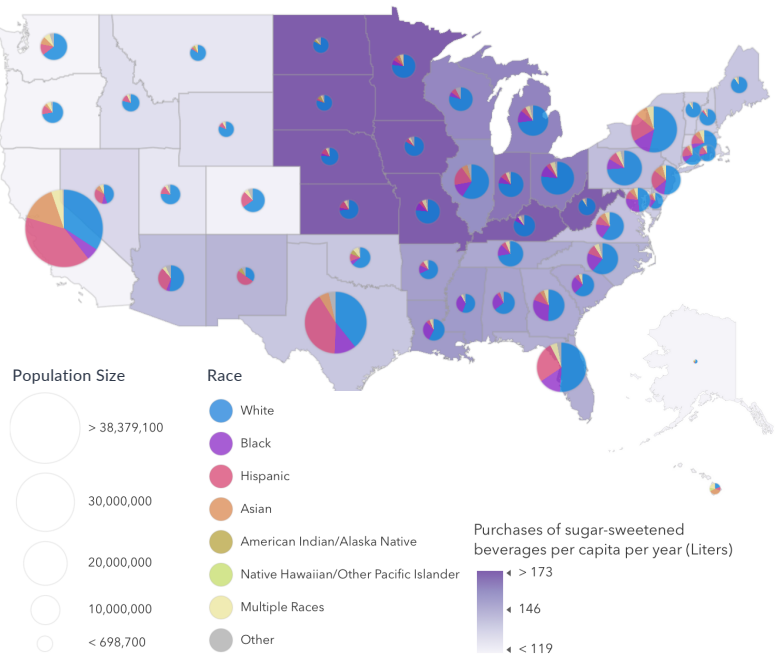 Population Size
> 38,379,100
30,000,000
20,000,000
10,000,000
< 698,700
Race
White
Black
Hispanic
Asian
American Indian/Alaska Native
Native Hawaiian/Other Pacific Islander
Multiple Races
Other
Purchases of sugar-sweetened
beverages per capita per year (Liters)
> 173
146
< 119